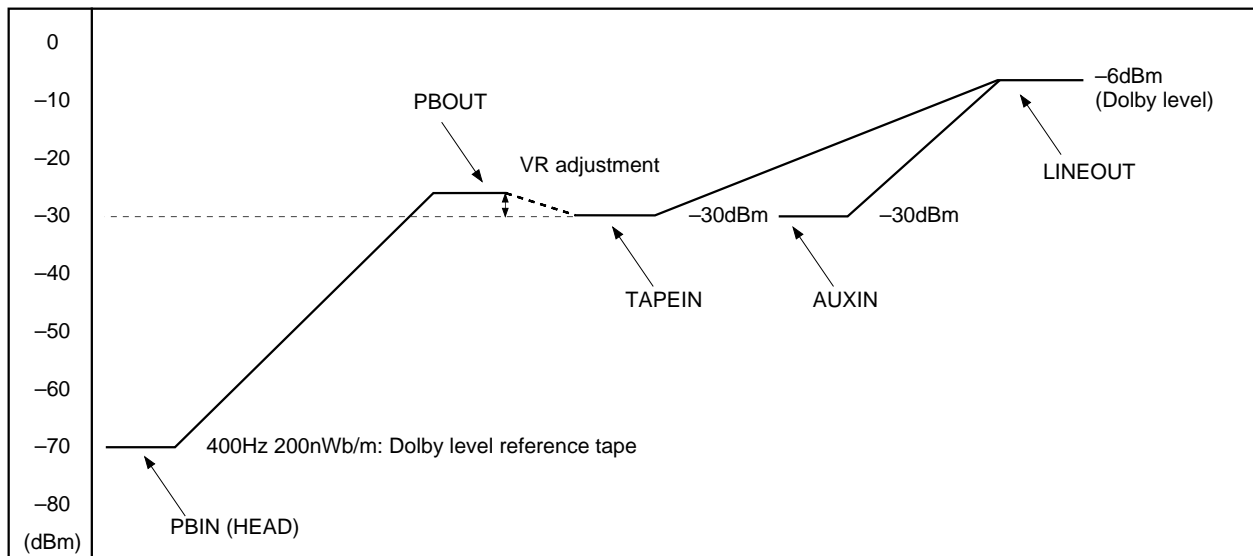 0
–10
–20
–30
–40
–50
–60
–70
–80
(dBm)
PBOUT
VR adjustment
–6dBm
(Dolby level)
LINEOUT
–30dBm
–30dBm
TAPEIN
AUXIN
400Hz 200nWb/m: Dolby level reference tape
PBIN (HEAD)